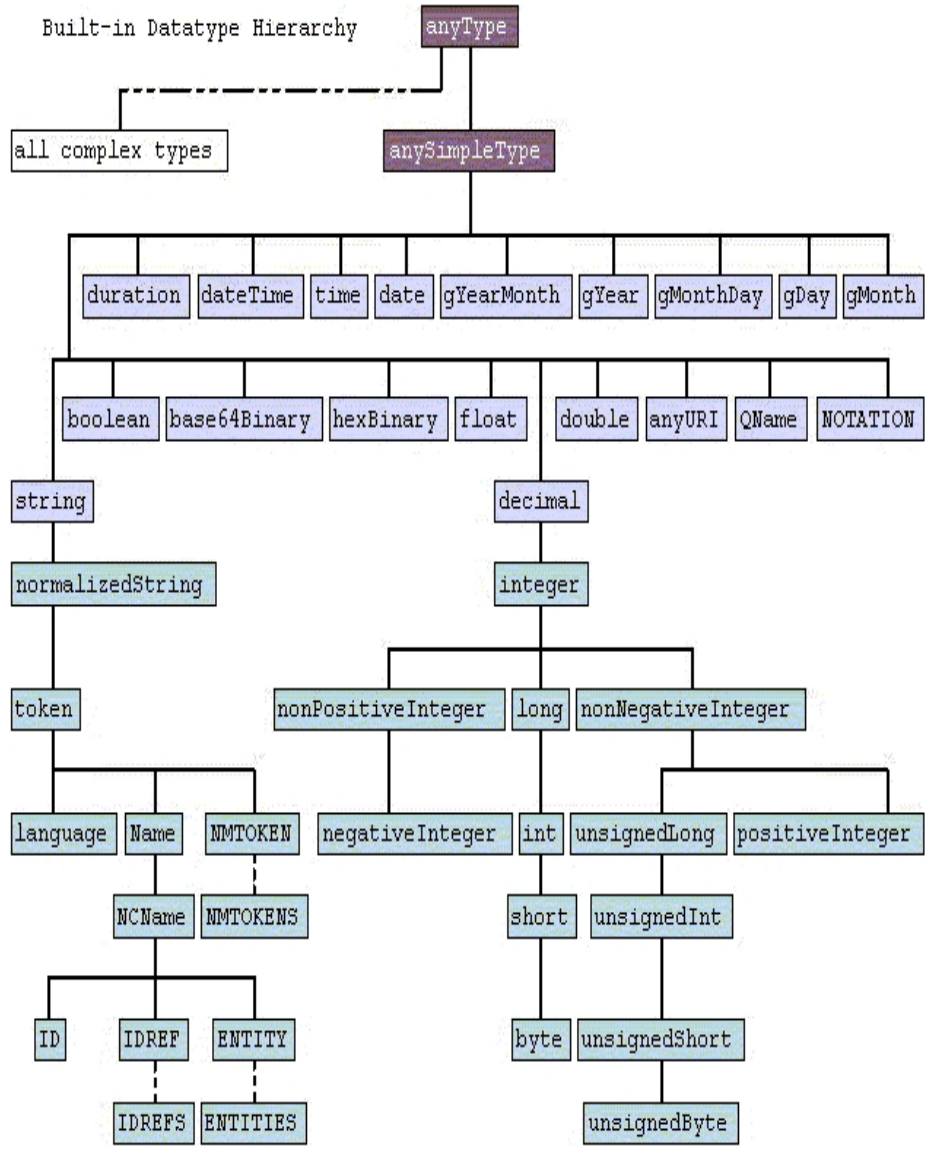 Built-in Datatype Hierarchy anyType
all complex types anySimpleType
duration dateTime time date gYearMonth gYear gMonthDay gDay gMonth
boolean base64Binary hexBinary float double anyURI QName NOTATION
string decimal
normalizedString integer
token nonPositiveInteger long nonNegativeInteger
language Name NMTOKEN negativeInteger int unsignedLong positiveInteger
NCName NMTOKENS short unsignedInt
ID IDREF ENTITY byte unsignedShort
IDREFS ENTITIES unsignedByte